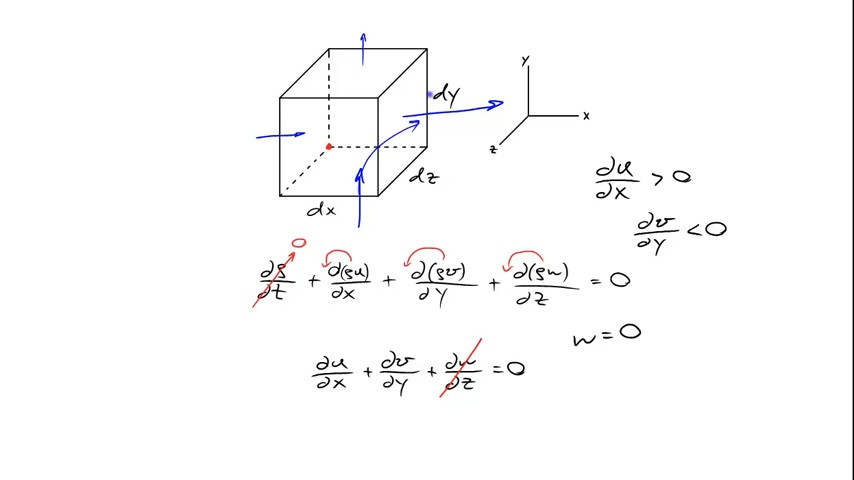 y
dy
x
z
dz
dx
∂u/∂x > 0
∂v/∂y < 0
0
∂ρ/∂t + ∂(ρu)/∂x + ∂(ρv)/∂y + ∂(ρw)/∂z = 0
w = 0
∂u/∂x + ∂v/∂y + ∂w/∂z = 0